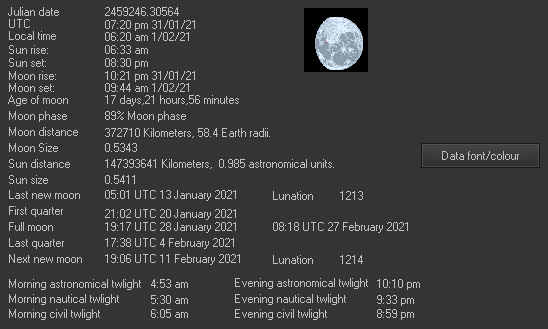 Julian date 2459246.30564
UTC 07:20 pm 31/01/21
Local time 06:20 am 1/02/21
Sun rise: 06:33 am
Sun set: 08:30 pm
Moon rise: 10:21 pm 31/01/21
Moon set: 09:44 am 1/02/21
Age of moon 17 days,21 hours,56 minutes
Moon phase 89% Moon phase
Moon distance 372710 Kilometers, 58.4 Earth radii.
Moon Size 0.5343
Data font/colour
Sun distance 147393641 Kilometers, 0.985 astronomical units.
Sun size 0.5411
Last new moon 05:01 UTC 13 January 2021 Lunation 1213
First quarter 21:02 UTC 20 January 2021
Full moon 19:17 UTC 28 January 2021 08:18 UTC 27 February 2021
Last quarter 17:38 UTC 4 February 2021
Next new moon 19:06 UTC 11 February 2021 Lunation 1214
Morning astronomical twlight 4:53 am Evening astronomical twlight 10:10 pm
Morning nautical twlight 5:30 am Evening nautical twlight 9:33 pm
Morning civil twlight 6:05 am Evening civil twlight 8:59 pm